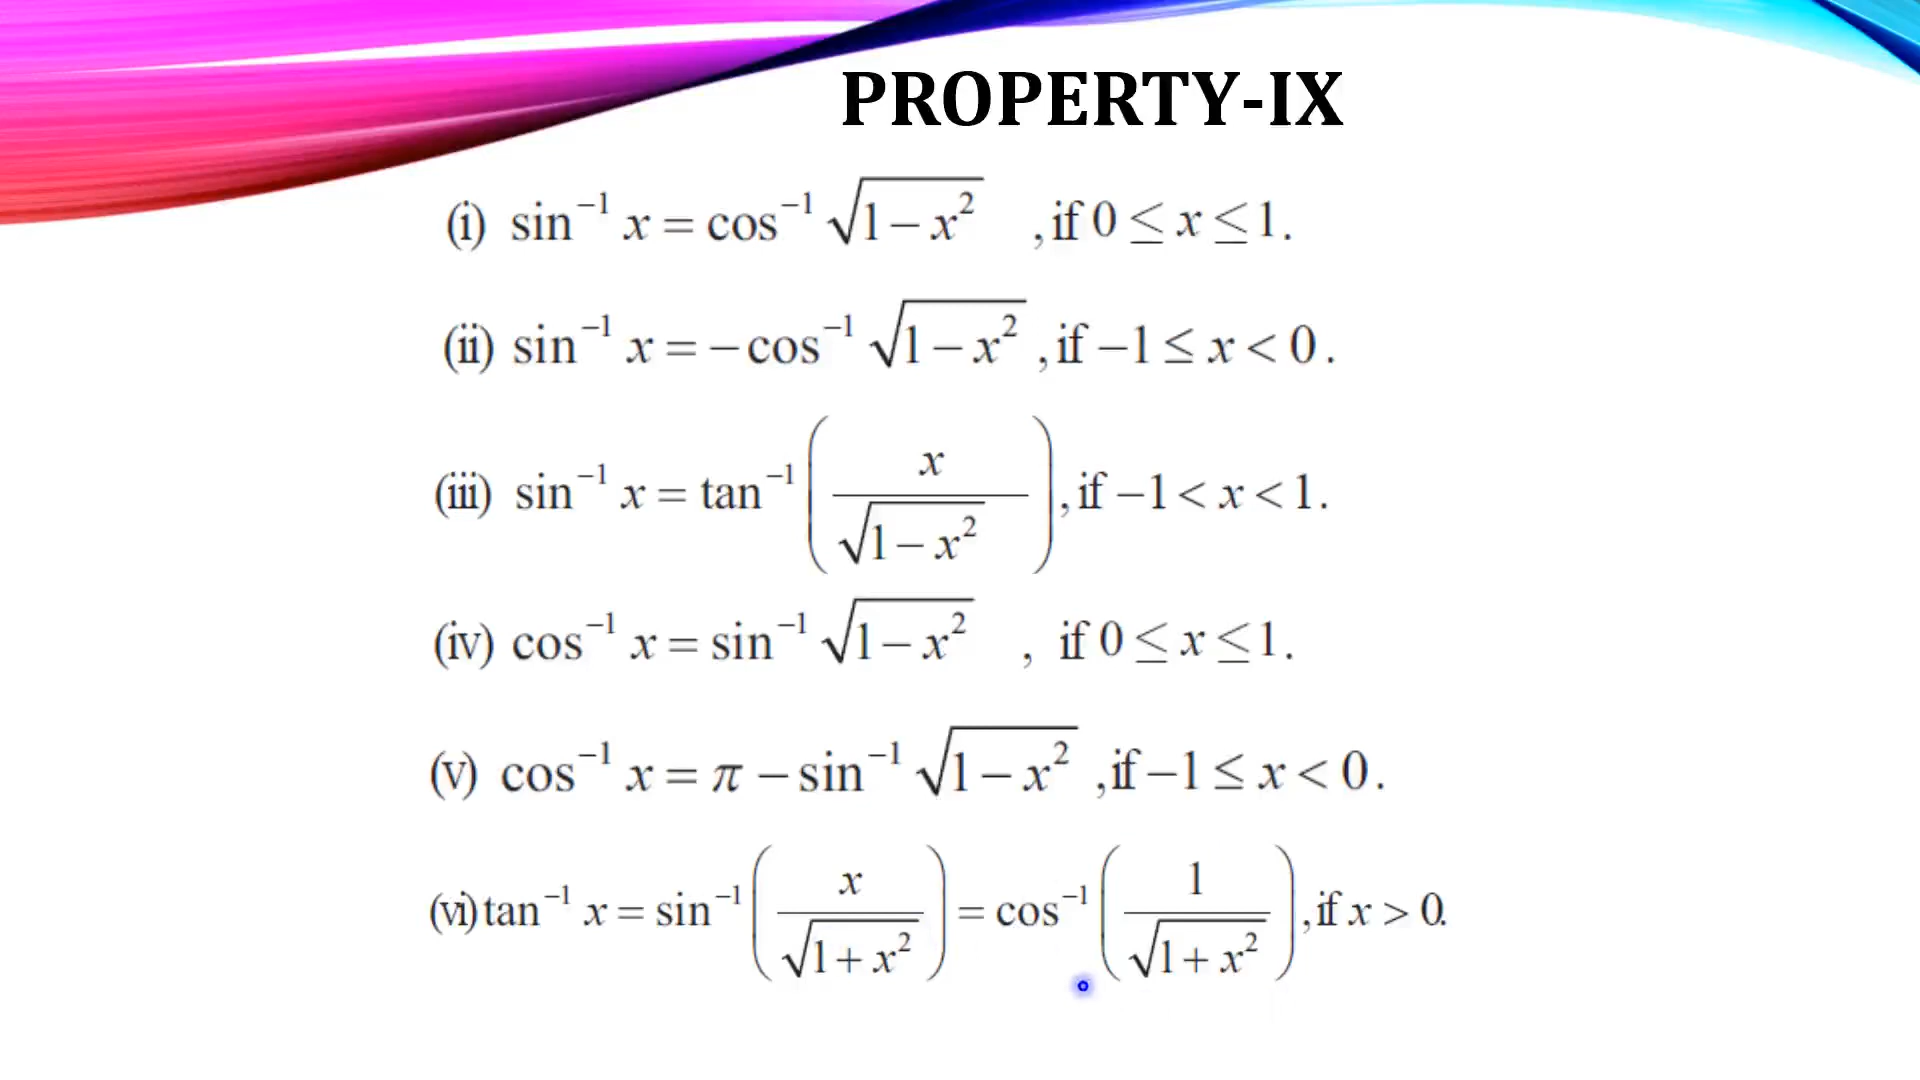 PROPERTY-IX
(i) sin⁻¹ x = cos⁻¹ √(1 − x²) , if 0 ≤ x ≤ 1.
(ii) sin⁻¹ x = − cos⁻¹ √(1 − x²) , if −1 ≤ x < 0.
(iii) sin⁻¹ x = tan⁻¹ (x / √(1 − x²)), if −1 < x < 1.
(iv) cos⁻¹ x = sin⁻¹ √(1 − x²) , if 0 ≤ x ≤ 1.
(v) cos⁻¹ x = π − sin⁻¹ √(1 − x²) , if −1 ≤ x < 0.
(vi) tan⁻¹ x = sin⁻¹ (x / √(1 + x²)) = cos⁻¹ (1 / √(1 + x²)), if x > 0.